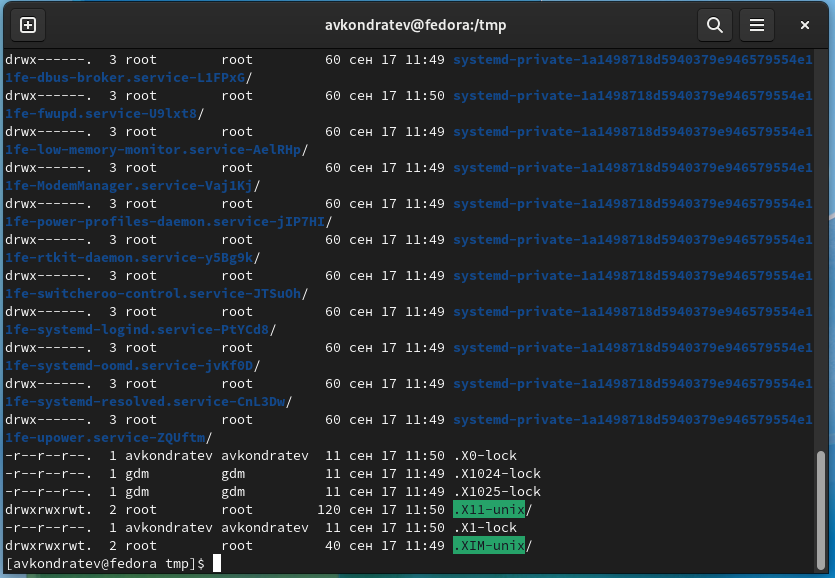 avkondratev@fedora:/tmp
drwx------. 3 root root 60 сен 17 11:49 systemd-private-1a1498718d5940379e946579554e1
1fe-dbus-broker.service-L1FPxG/
drwx------. 3 root root 60 сен 17 11:50 systemd-private-1a1498718d5940379e946579554e1
1fe-fwupd.service-U9lxt8/
drwx------. 3 root root 60 сен 17 11:49 systemd-private-1a1498718d5940379e946579554e1
1fe-low-memory-monitor.service-AelRHp/
drwx------. 3 root root 60 сен 17 11:49 systemd-private-1a1498718d5940379e946579554e1
1fe-ModemManager.service-Vaj1Kj/
drwx------. 3 root root 60 сен 17 11:49 systemd-private-1a1498718d5940379e946579554e1
1fe-power-profiles-daemon.service-jIP7HI/
drwx------. 3 root root 60 сен 17 11:49 systemd-private-1a1498718d5940379e946579554e1
1fe-rtkit-daemon.service-y5Bg9k/
drwx------. 3 root root 60 сен 17 11:49 systemd-private-1a1498718d5940379e946579554e1
1fe-switcheroo-control.service-JTSuOh/
drwx------. 3 root root 60 сен 17 11:49 systemd-private-1a1498718d5940379e946579554e1
1fe-systemd-logind.service-PtYCd8/
drwx------. 3 root root 60 сен 17 11:49 systemd-private-1a1498718d5940379e946579554e1
1fe-systemd-oomd.service-jvKf0D/
drwx------. 3 root root 60 сен 17 11:49 systemd-private-1a1498718d5940379e946579554e1
1fe-systemd-resolved.service-CnL3Dw/
drwx------. 3 root root 60 сен 17 11:49 systemd-private-1a1498718d5940379e946579554e1
1fe-upower.service-ZQUftm/
-r--r--r--. 1 avkondratev avkondratev 11 сен 17 11:50 .X0-lock
-r--r--r--. 1 gdm gdm 11 сен 17 11:49 .X1024-lock
-r--r--r--. 1 gdm gdm 11 сен 17 11:49 .X1025-lock
drwxrwxrwt. 2 root root 120 сен 17 11:50 .X11-unix/
-r--r--r--. 1 avkondratev avkondratev 11 сен 17 11:50 .X1-lock
drwxrwxrwt. 2 root root 40 сен 17 11:49 .XIM-unix/
[avkondratev@fedora tmp]$